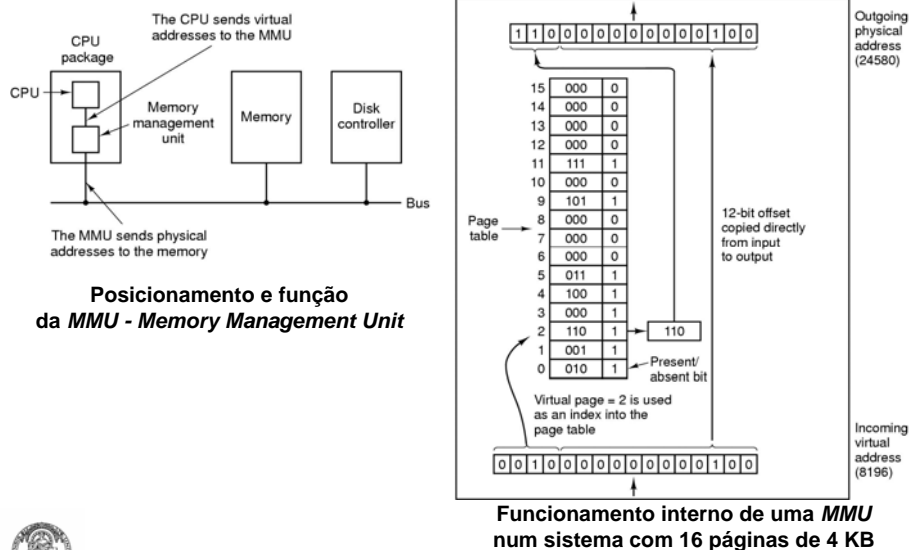 The CPU sends virtual
addresses to the MMU
CPU
package
CPU
Memory
management
unit
Memory
Disk
controller
Bus
The MMU sends physical
addresses to the memory
Posicionamento e função
da MMU - Memory Management Unit
1 1 0 0 0 0 0 0 0 0 0 0 1 0 0
Outgoing
physical
address
(24580)
15 000 0
14 000 0
13 000 0
12 000 0
11 111 1
10 000 0
9 101 1
8 000 0
7 000 0
6 000 0
5 011 1
4 100 1
3 000 1
2 110 1 110
1 001 1
0 010 1
Page
table
12-bit offset
copied directly
from input
to output
Present/
absent bit
Virtual page = 2 is used
as an index into the
page table
0 0 1 0 0 0 0 0 0 0 0 0 0 1 0 0
Incoming
virtual
address
(8196)
Funcionamento interno de uma MMU
num sistema com 16 páginas de 4 KB